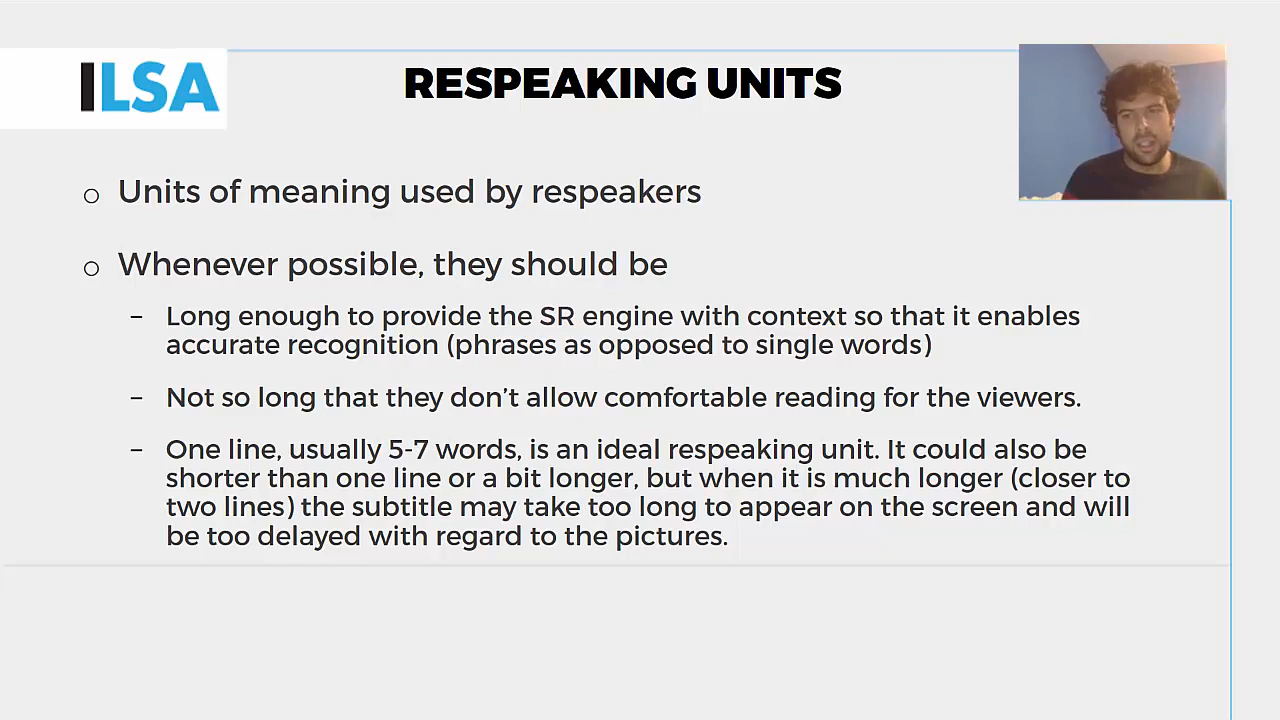 ILSA
RESPEAKING UNITS
o Units of meaning used by respeakers
o Whenever possible, they should be
– Long enough to provide the SR engine with context so that it enables
accurate recognition (phrases as opposed to single words)
– Not so long that they don't allow comfortable reading for the viewers.
– One line, usually 5-7 words, is an ideal respeaking unit. It could also be
shorter than one line or a bit longer, but when it is much longer (closer to
two lines) the subtitle may take too long to appear on the screen and will
be too delayed with regard to the pictures.